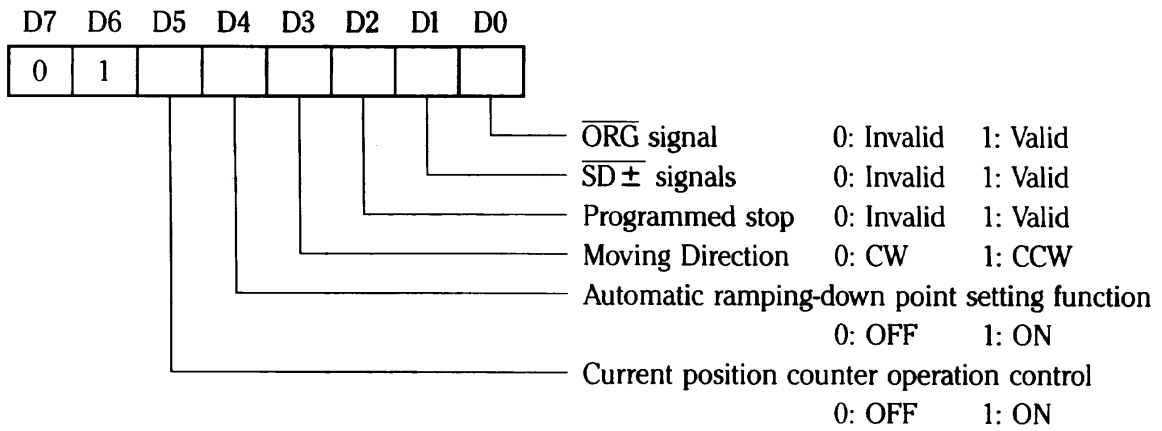 D7 D6 D5 D4 D3 D2 D1 D0
0 1
O̅R̅G̅ signal 0: Invalid 1: Valid
S̅D̅ ±̅ signals 0: Invalid 1: Valid
Programmed stop 0: Invalid 1: Valid
Moving Direction 0: CW 1: CCW
Automatic ramping-down point setting function
0: OFF 1: ON
Current position counter operation control
0: OFF 1: ON